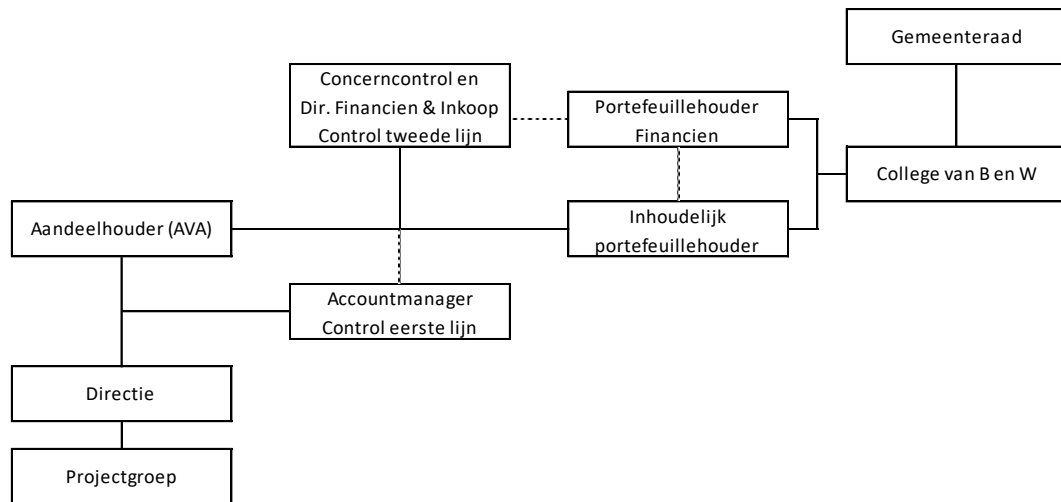 Gemeenteraad
Concerncontrol en
Dir. Financien & Inkoop
Control tweede lijn
Portefeuillehouder
Financien
College van B en W
Aandeelhouder (AVA)
Inhoudelijk
portefeuillehouder
Accountmanager
Control eerste lijn
Directie
Projectgroep